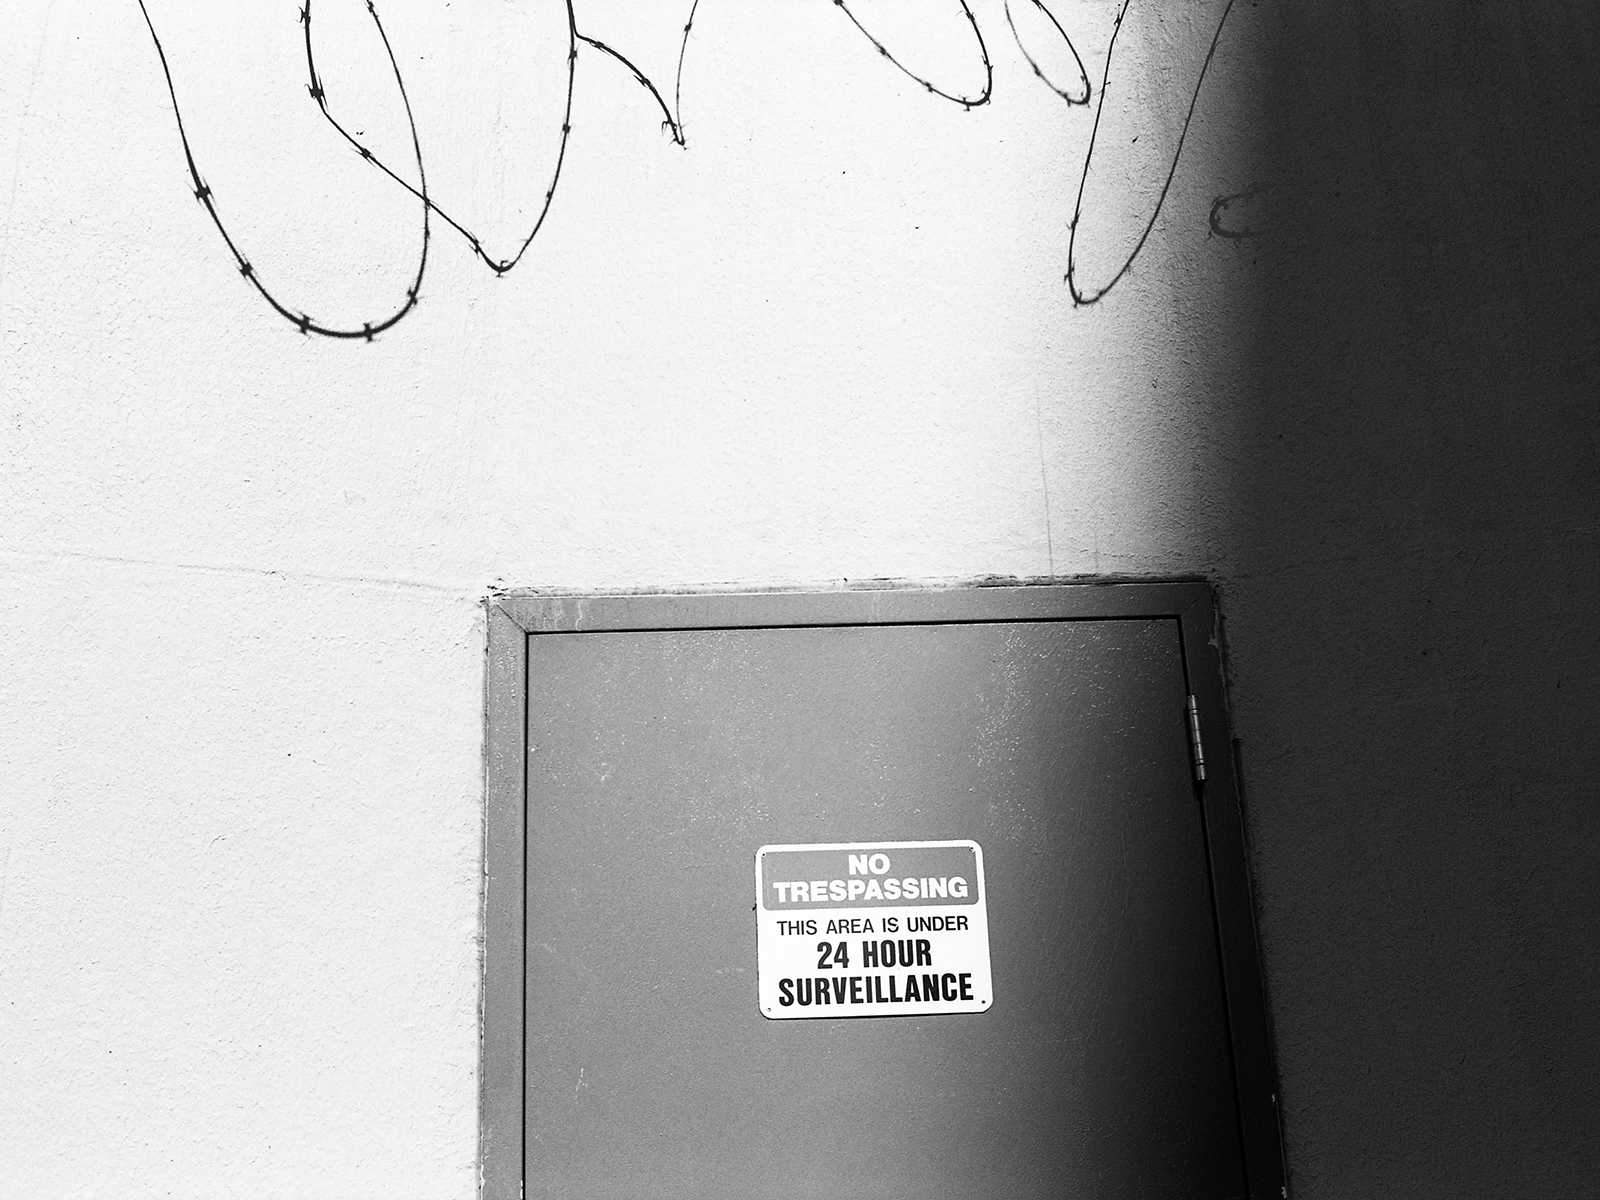 NO
TRESPASSING
THIS AREA IS UNDER
24 HOUR
SURVEILLANCE